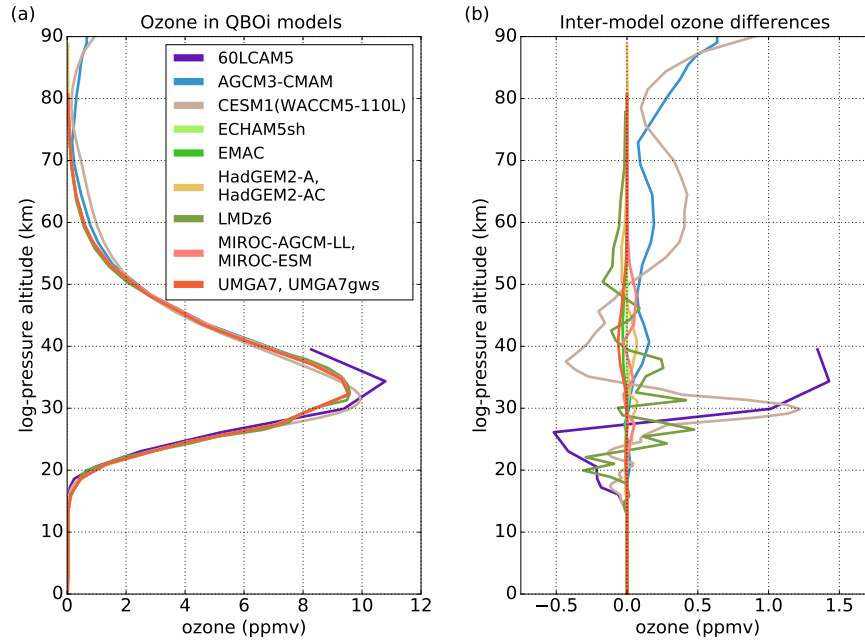 (a)
Ozone in QBOi models
90
80
70
60
50
40
30
20
10
0
log-pressure altitude (km)
0
2
4
6
8
10
12
ozone (ppmv)
60LCAM5
AGCM3-CMAM
CESM1(WACCM5-110L)
ECHAM5sh
EMAC
HadGEM2-A,
HadGEM2-AC
LMDz6
MIROC-AGCM-LL,
MIROC-ESM
UMGA7, UMGA7gws
(b)
Inter-model ozone differences
90
80
70
60
50
40
30
20
10
0
log-pressure altitude (km)
−0.5
0.0
0.5
1.0
1.5
ozone (ppmv)